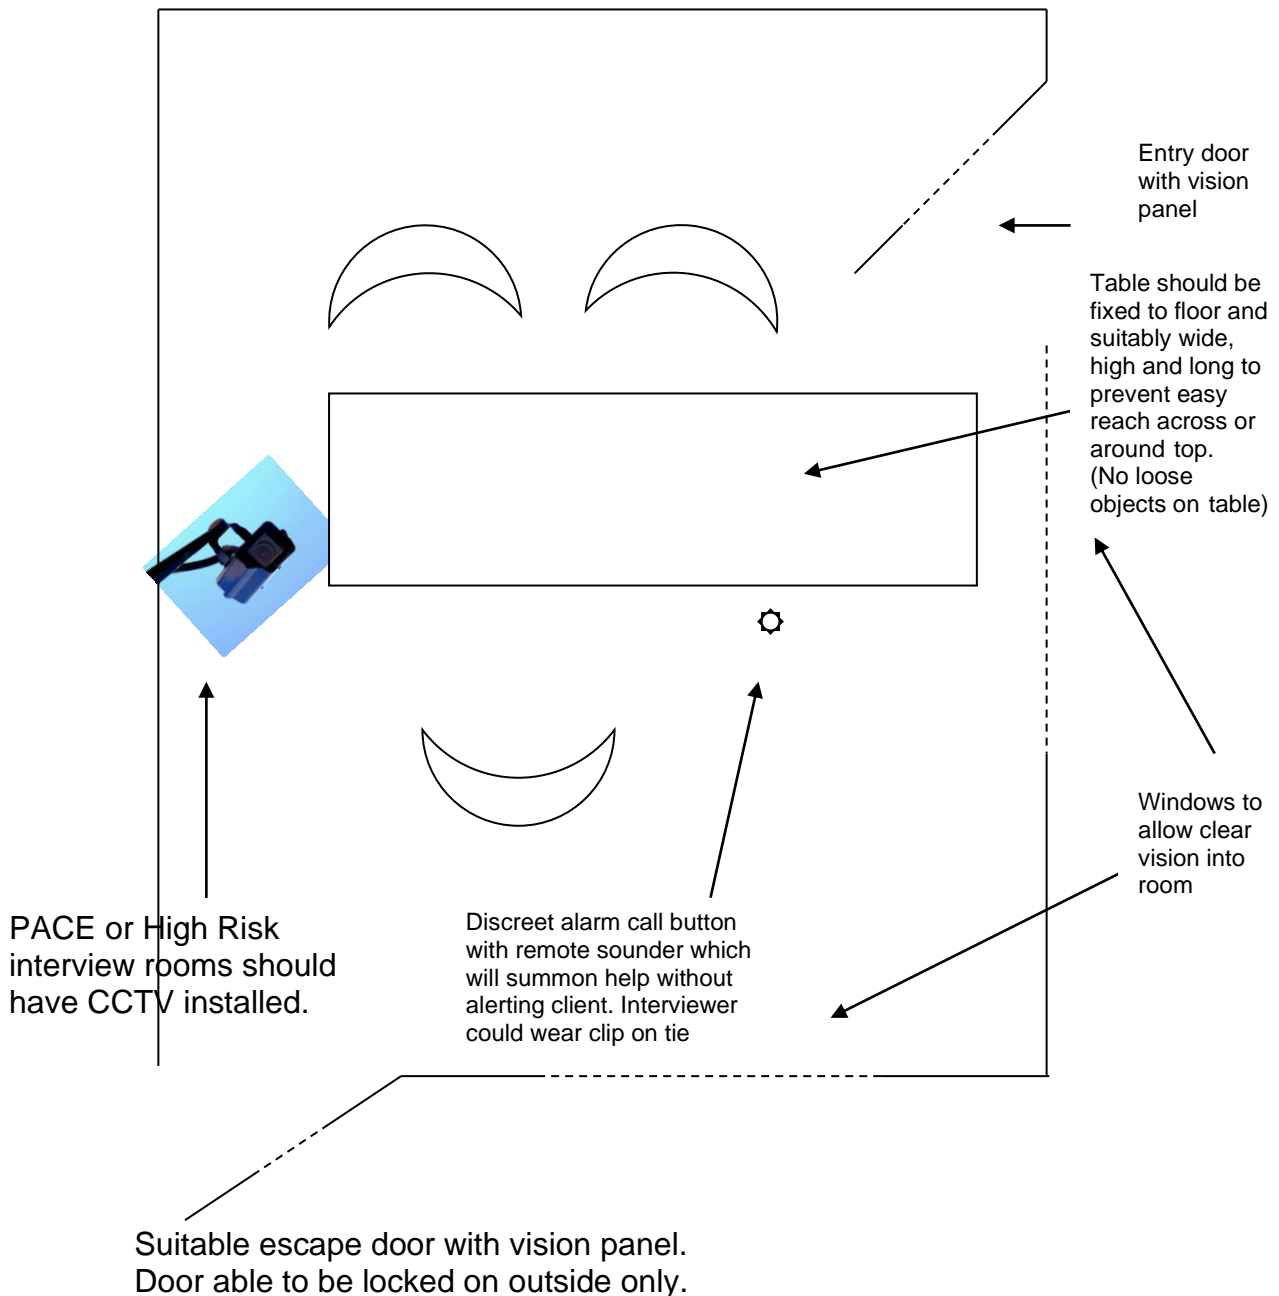 Entry door
with vision
panel
Table should be
fixed to floor and
suitably wide,
high and long to
prevent easy
reach across or
around top.
(No loose
objects on table)
Windows to
allow clear
vision into
room
PACE or High Risk
interview rooms should
have CCTV installed.
Discreet alarm call button
with remote sounder which
will summon help without
alerting client. Interviewer
could wear clip on tie
Suitable escape door with vision panel.
Door able to be locked on outside only.